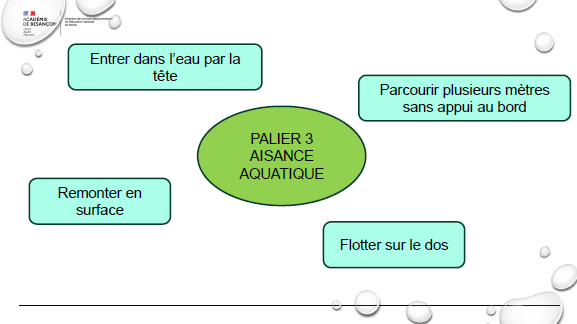 ACADÉMIE
DE BESANÇON
Entrer dans l'eau par la
tête
Parcourir plusieurs mètres
sans appui au bord
PALIER 3
AISANCE
AQUATIQUE
Remonter en
surface
Flotter sur le dos